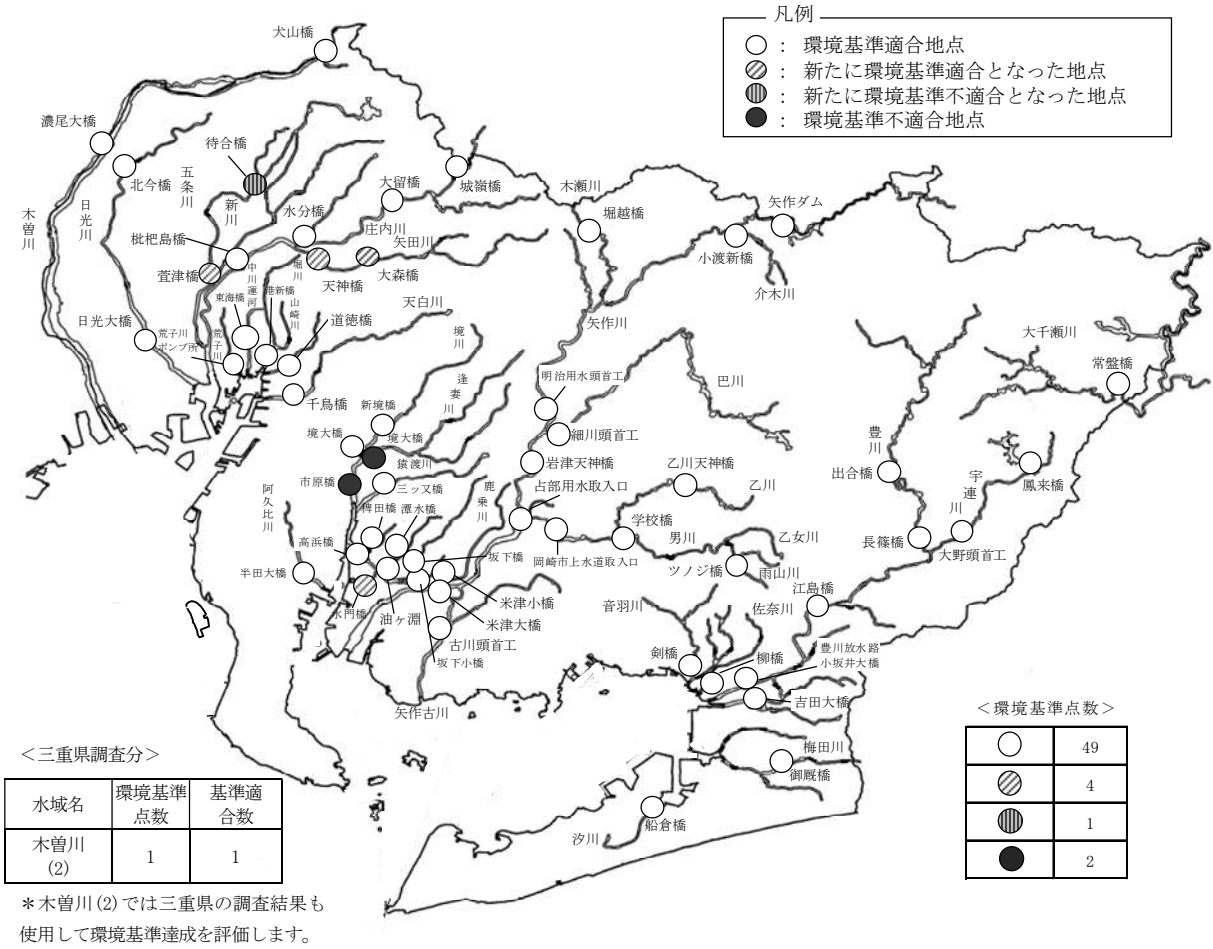 凡例
○ : 環境基準適合地点
: 新たに環境基準適合となった地点
: 新たに環境基準不適合となった地点
● : 環境基準不適合地点
犬山橋
濃尾大橋
待合橋
北今橋
五条川
新川
木曽川
日光川
枇杷島橋
水分橋
大留橋
庄内川
城嶺橋
木瀬川
堀越橋
矢作ダム
小渡新橋
介木川
矢田川
大森橋
天神橋
萱津橋
中川運河
堀川
港新橋
山崎川
東海橋
道徳橋
天白川
日光大橋
荒子川
ポンプ所
荒子川
矢作川
大千瀬川
常盤橋
境川
千鳥橋
逢妻川
明治用水頭首工
巴川
新境橋
境大橋
境大橋
細川頭首工
豊川
猿渡川
岩津天神橋
乙川天神橋
出合橋
宇連川
鳳来橋
市原橋
三ッ又橋
占部用水取入口
乙川
阿久比川
鹿乗川
稗田橋
潭水橋
学校橋
男川
乙女川
長篠橋
大野頭首工
高浜橋
坂下橋
岡崎市上水道取入口
ツノジ橋
雨山川
半田大橋
水門橋
油ヶ淵
米津小橋
米津大橋
音羽川
江島橋
佐奈川
古川頭首工
坂下小橋
剣橋
柳橋
豊川放水路
小坂井大橋
吉田大橋
矢作古川
梅田川
御厩橋
船倉橋
汐川
＜三重県調査分＞
水域名 環境基準点数 基準適合数
木曽川(2) 1 1
＊木曽川(2)では三重県の調査結果も
使用して環境基準達成を評価します。
＜環境基準点数＞
○ 49
4
1
● 2